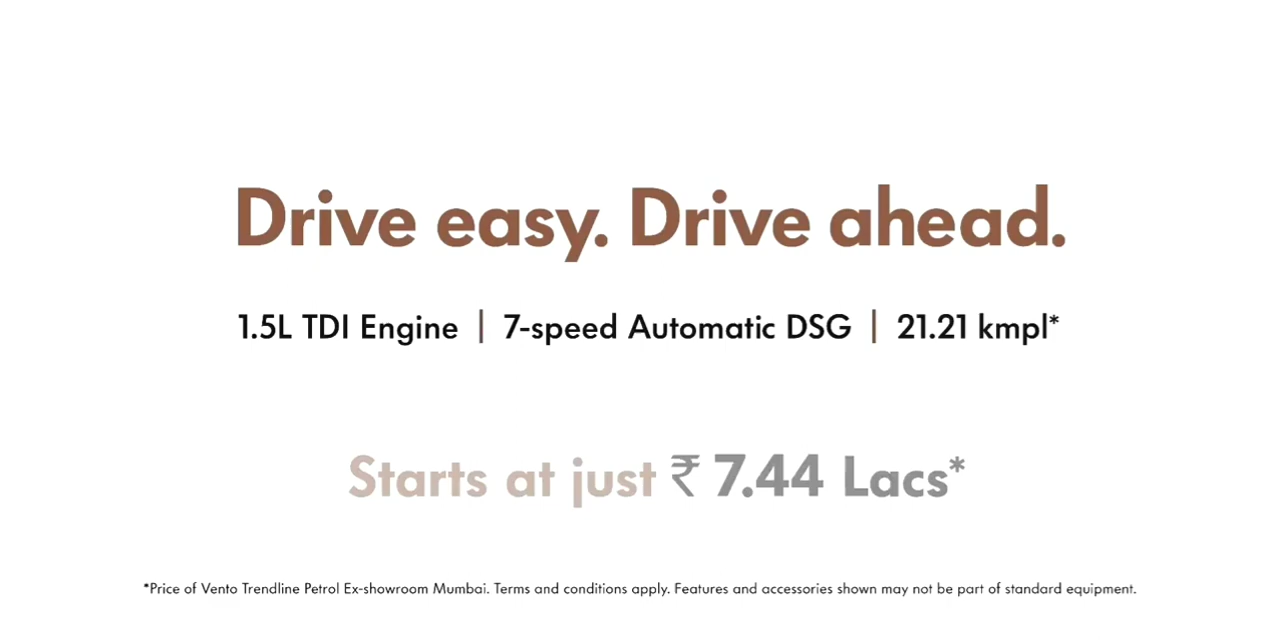 Drive easy. Drive ahead.
1.5L TDI Engine | 7-speed Automatic DSG | 21.21 kmpl*
Starts at just ₹ 7.44 Lacs*
*Price of Vento Trendline Petrol Ex-showroom Mumbai. Terms and conditions apply. Features and accessories shown may not be part of standard equipment.